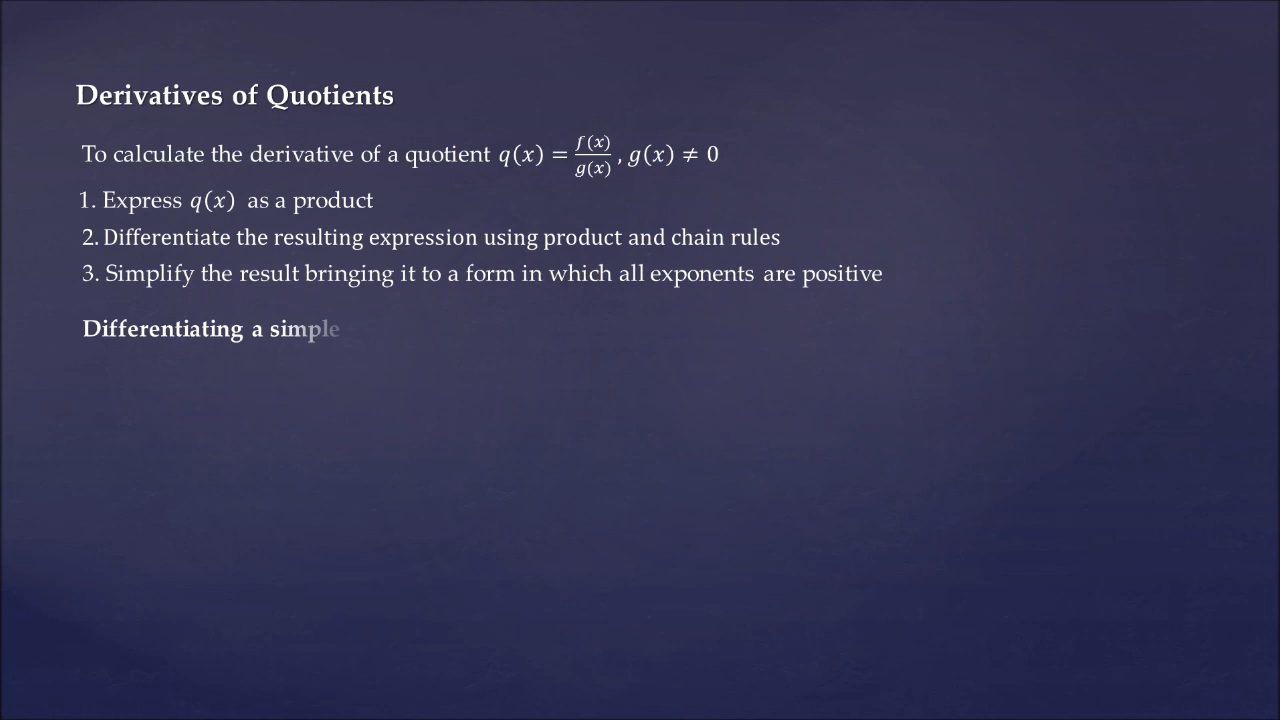 Derivatives of Quotients
To calculate the derivative of a quotient q(x) = f(x)/g(x) , g(x) ≠ 0
1. Express q(x) as a product
2. Differentiate the resulting expression using product and chain rules
3. Simplify the result bringing it to a form in which all exponents are positive
Differentiating a simple